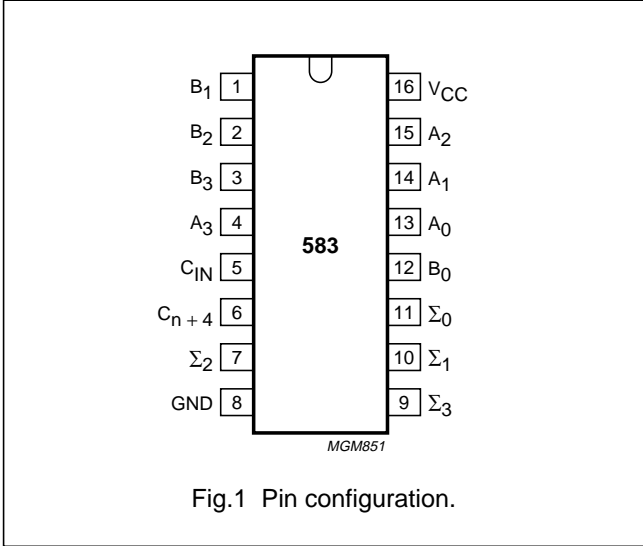 B1 1 16 VCC
B2 2 15 A2
B3 3 14 A1
A3 4 13 A0
583
CIN 5 12 B0
Cn + 4 6 11 Σ0
Σ2 7 10 Σ1
GND 8 9 Σ3
MGM851
Fig.1 Pin configuration.